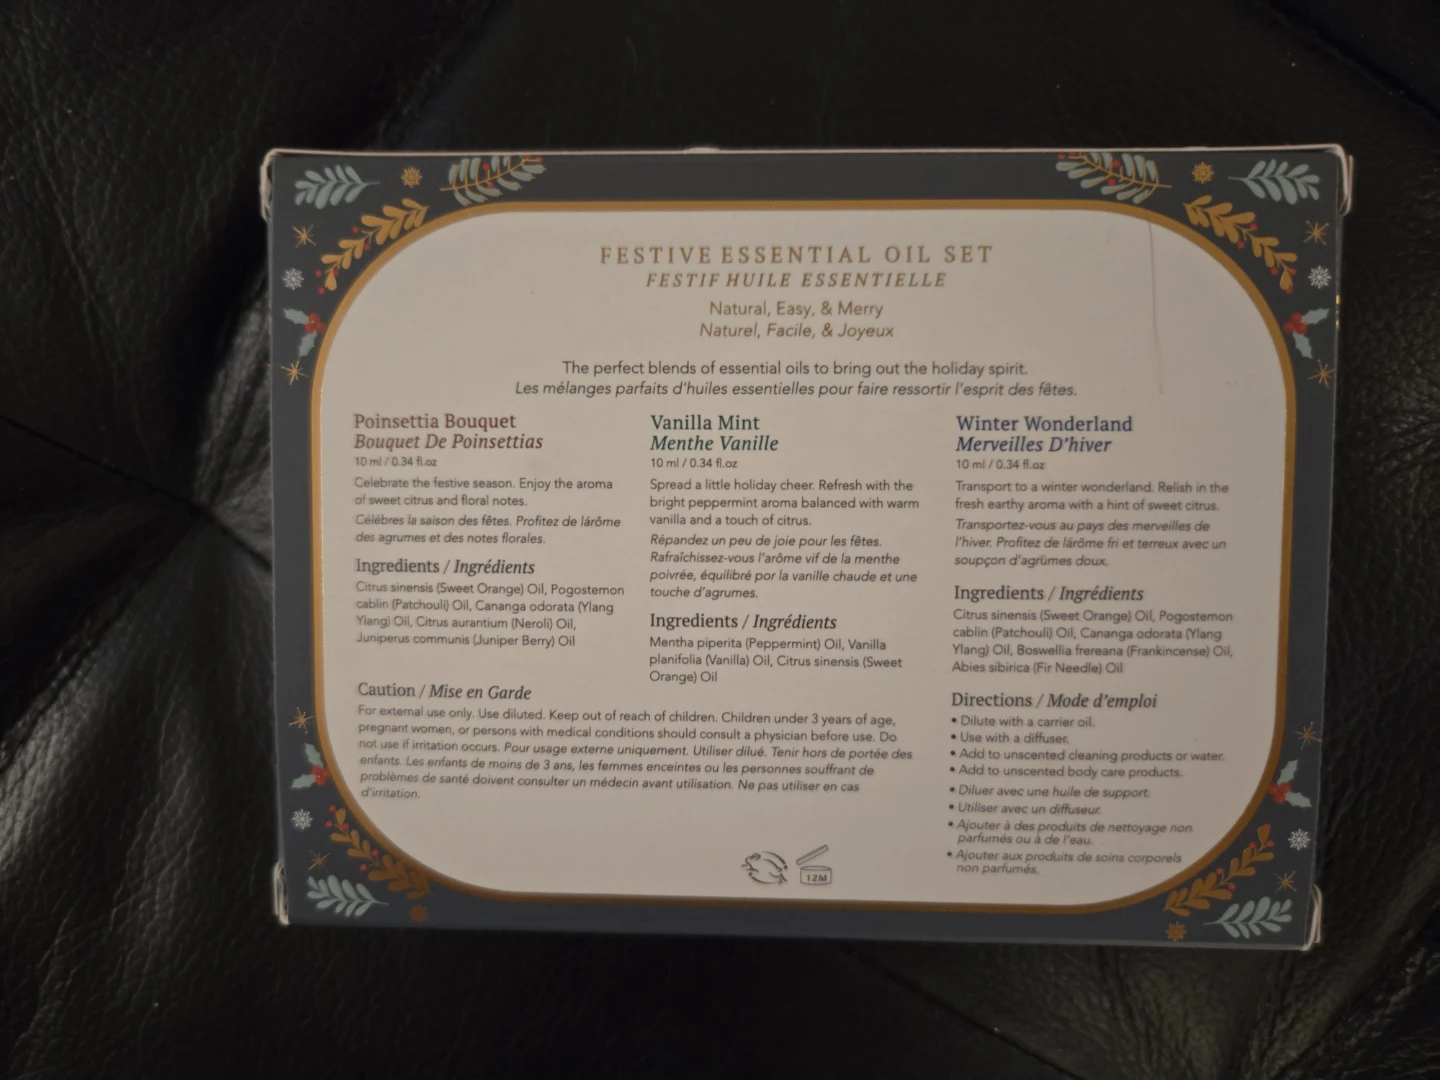 FESTIVE ESSENTIAL OIL SET
FESTIF HUILE ESSENTIELLE
Natural, Easy, & Merry
Naturel, Facile, & Joyeux
The perfect blends of essential oils to bring out the holiday spirit.
Les mélanges parfaits d'huiles essentielles pour faire ressortir l'esprit des fêtes.
Poinsettia Bouquet
Bouquet De Poinsettias
10 ml / 0.34 fl.oz
Celebrate the festive season. Enjoy the aroma
of sweet citrus and floral notes.
Célébres la saison des fêtes. Profitez de lárôme
des agrumes et des notes florales.
Ingredients / Ingrédients
Citrus sinensis (Sweet Orange) Oil, Pogostemon
cablin (Patchouli) Oil, Cananga odorata (Ylang
Ylang) Oil, Citrus aurantium (Neroli) Oil,
Juniperus communis (Juniper Berry) Oil
Vanilla Mint
Menthe Vanille
10 ml / 0.34 fl.oz
Spread a little holiday cheer. Refresh with the
bright peppermint aroma balanced with warm
vanilla and a touch of citrus.
Répandez un peu de joie pour les fêtes.
Rafraîchissez-vous l'arôme vif de la menthe
poivrée, équilibré por la vanille chaude et une
touche d'agrumes.
Ingredients / Ingrédients
Mentha piperita (Peppermint) Oil, Vanilla
planifolia (Vanilla) Oil, Citrus sinensis (Sweet
Orange) Oil
Winter Wonderland
Merveilles D'hiver
10 ml / 0.34 fl.oz
Transport to a winter wonderland. Relish in the
fresh earthy aroma with a hint of sweet citrus.
Transportez-vous au pays des merveilles de
l'hiver. Profitez de lárôme fri et terreux avec un
soupçon d'agrumes doux.
Ingredients / Ingrédients
Citrus sinensis (Sweet Orange) Oil, Pogostemon
cablin (Patchouli) Oil, Cananga odorata (Ylang
Ylang) Oil, Boswellia frereana (Frankincense) Oil,
Abies sibirica (Fir Needle) Oil
Caution / Mise en Garde
For external use only. Use diluted. Keep out of reach of children. Children under 3 years of age,
pregnant women, or persons with medical conditions should consult a physician before use. Do
not use if irritation occurs. Pour usage externe uniquement. Utiliser dilué. Tenir hors de portée des
enfants. Les enfants de moins de 3 ans, les femmes enceintes ou les personnes souffrant de
problèmes de santé doivent consulter un médecin avant utilisation. Ne pas utiliser en cas
d'irritation.
Directions / Mode d'emploi
• Dilute with a carrier oil.
• Use with a diffuser.
• Add to unscented cleaning products or water.
• Add to unscented body care products.
• Diluer avec une huile de support.
• Utiliser avec un diffuseur.
• Ajouter à des produits de nettoyage non
parfumés ou à de l'eau.
• Ajouter aux produits de soins corporels
non parfumés.
12M